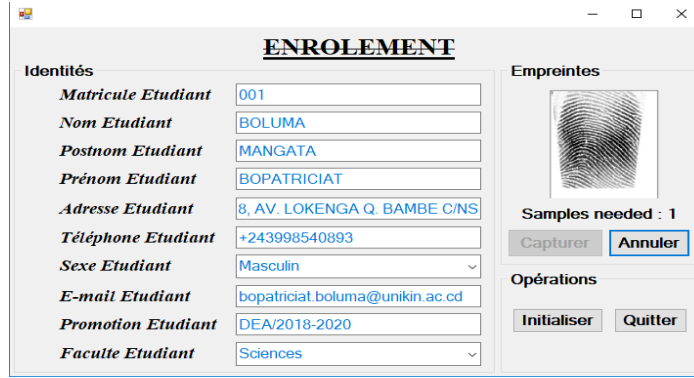 ENROLEMENT
Identités
Matricule Etudiant 001
Nom Etudiant BOLUMA
Postnom Etudiant MANGATA
Prénom Etudiant BOPATRICIAT
Adresse Etudiant 8, AV. LOKENGA Q. BAMBE C/NS
Téléphone Etudiant +243998540893
Sexe Etudiant Masculin
E-mail Etudiant bopatriciat.boluma@unikin.ac.cd
Promotion Etudiant DEA/2018-2020
Faculte Etudiant Sciences
Empreintes
Samples needed : 1
Capturer Annuler
Opérations
Initialiser Quitter